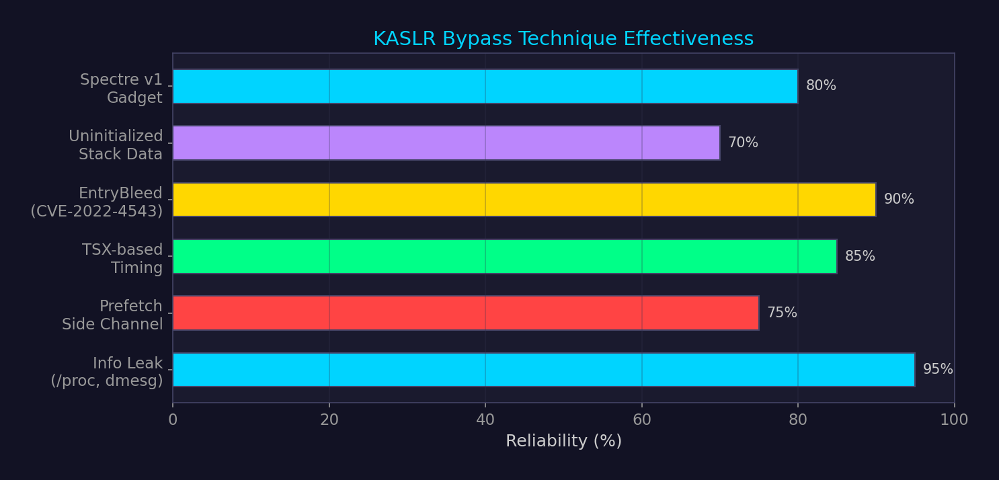 KASLR Bypass Technique Effectiveness
Spectre v1
Gadget
80%
Uninitialized
Stack Data
70%
EntryBleed
(CVE-2022-4543)
90%
TSX-based
Timing
85%
Prefetch
Side Channel
75%
Info Leak
(/proc, dmesg)
95%
0 20 40 60 80 100
Reliability (%)